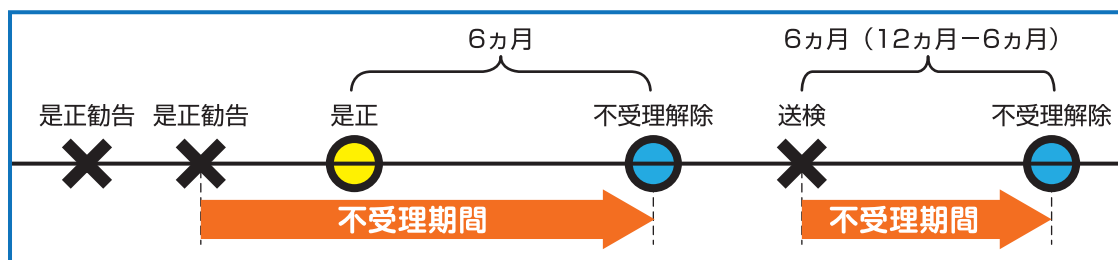 6ヵ月
6ヵ月（12ヵ月－6ヵ月）
是正勧告
是正勧告
是正
不受理解除
送検
不受理解除
不受理期間
不受理期間